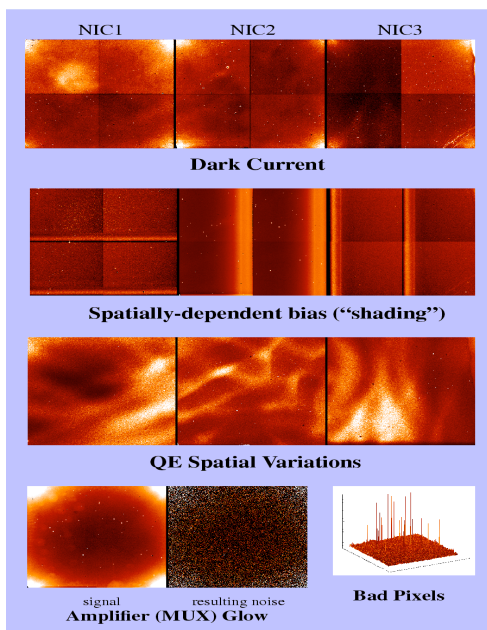 NIC1 NIC2 NIC3
Dark Current
Spatially-dependent bias (“shading”)
QE Spatial Variations
signal resulting noise
Amplifier (MUX) Glow
Bad Pixels